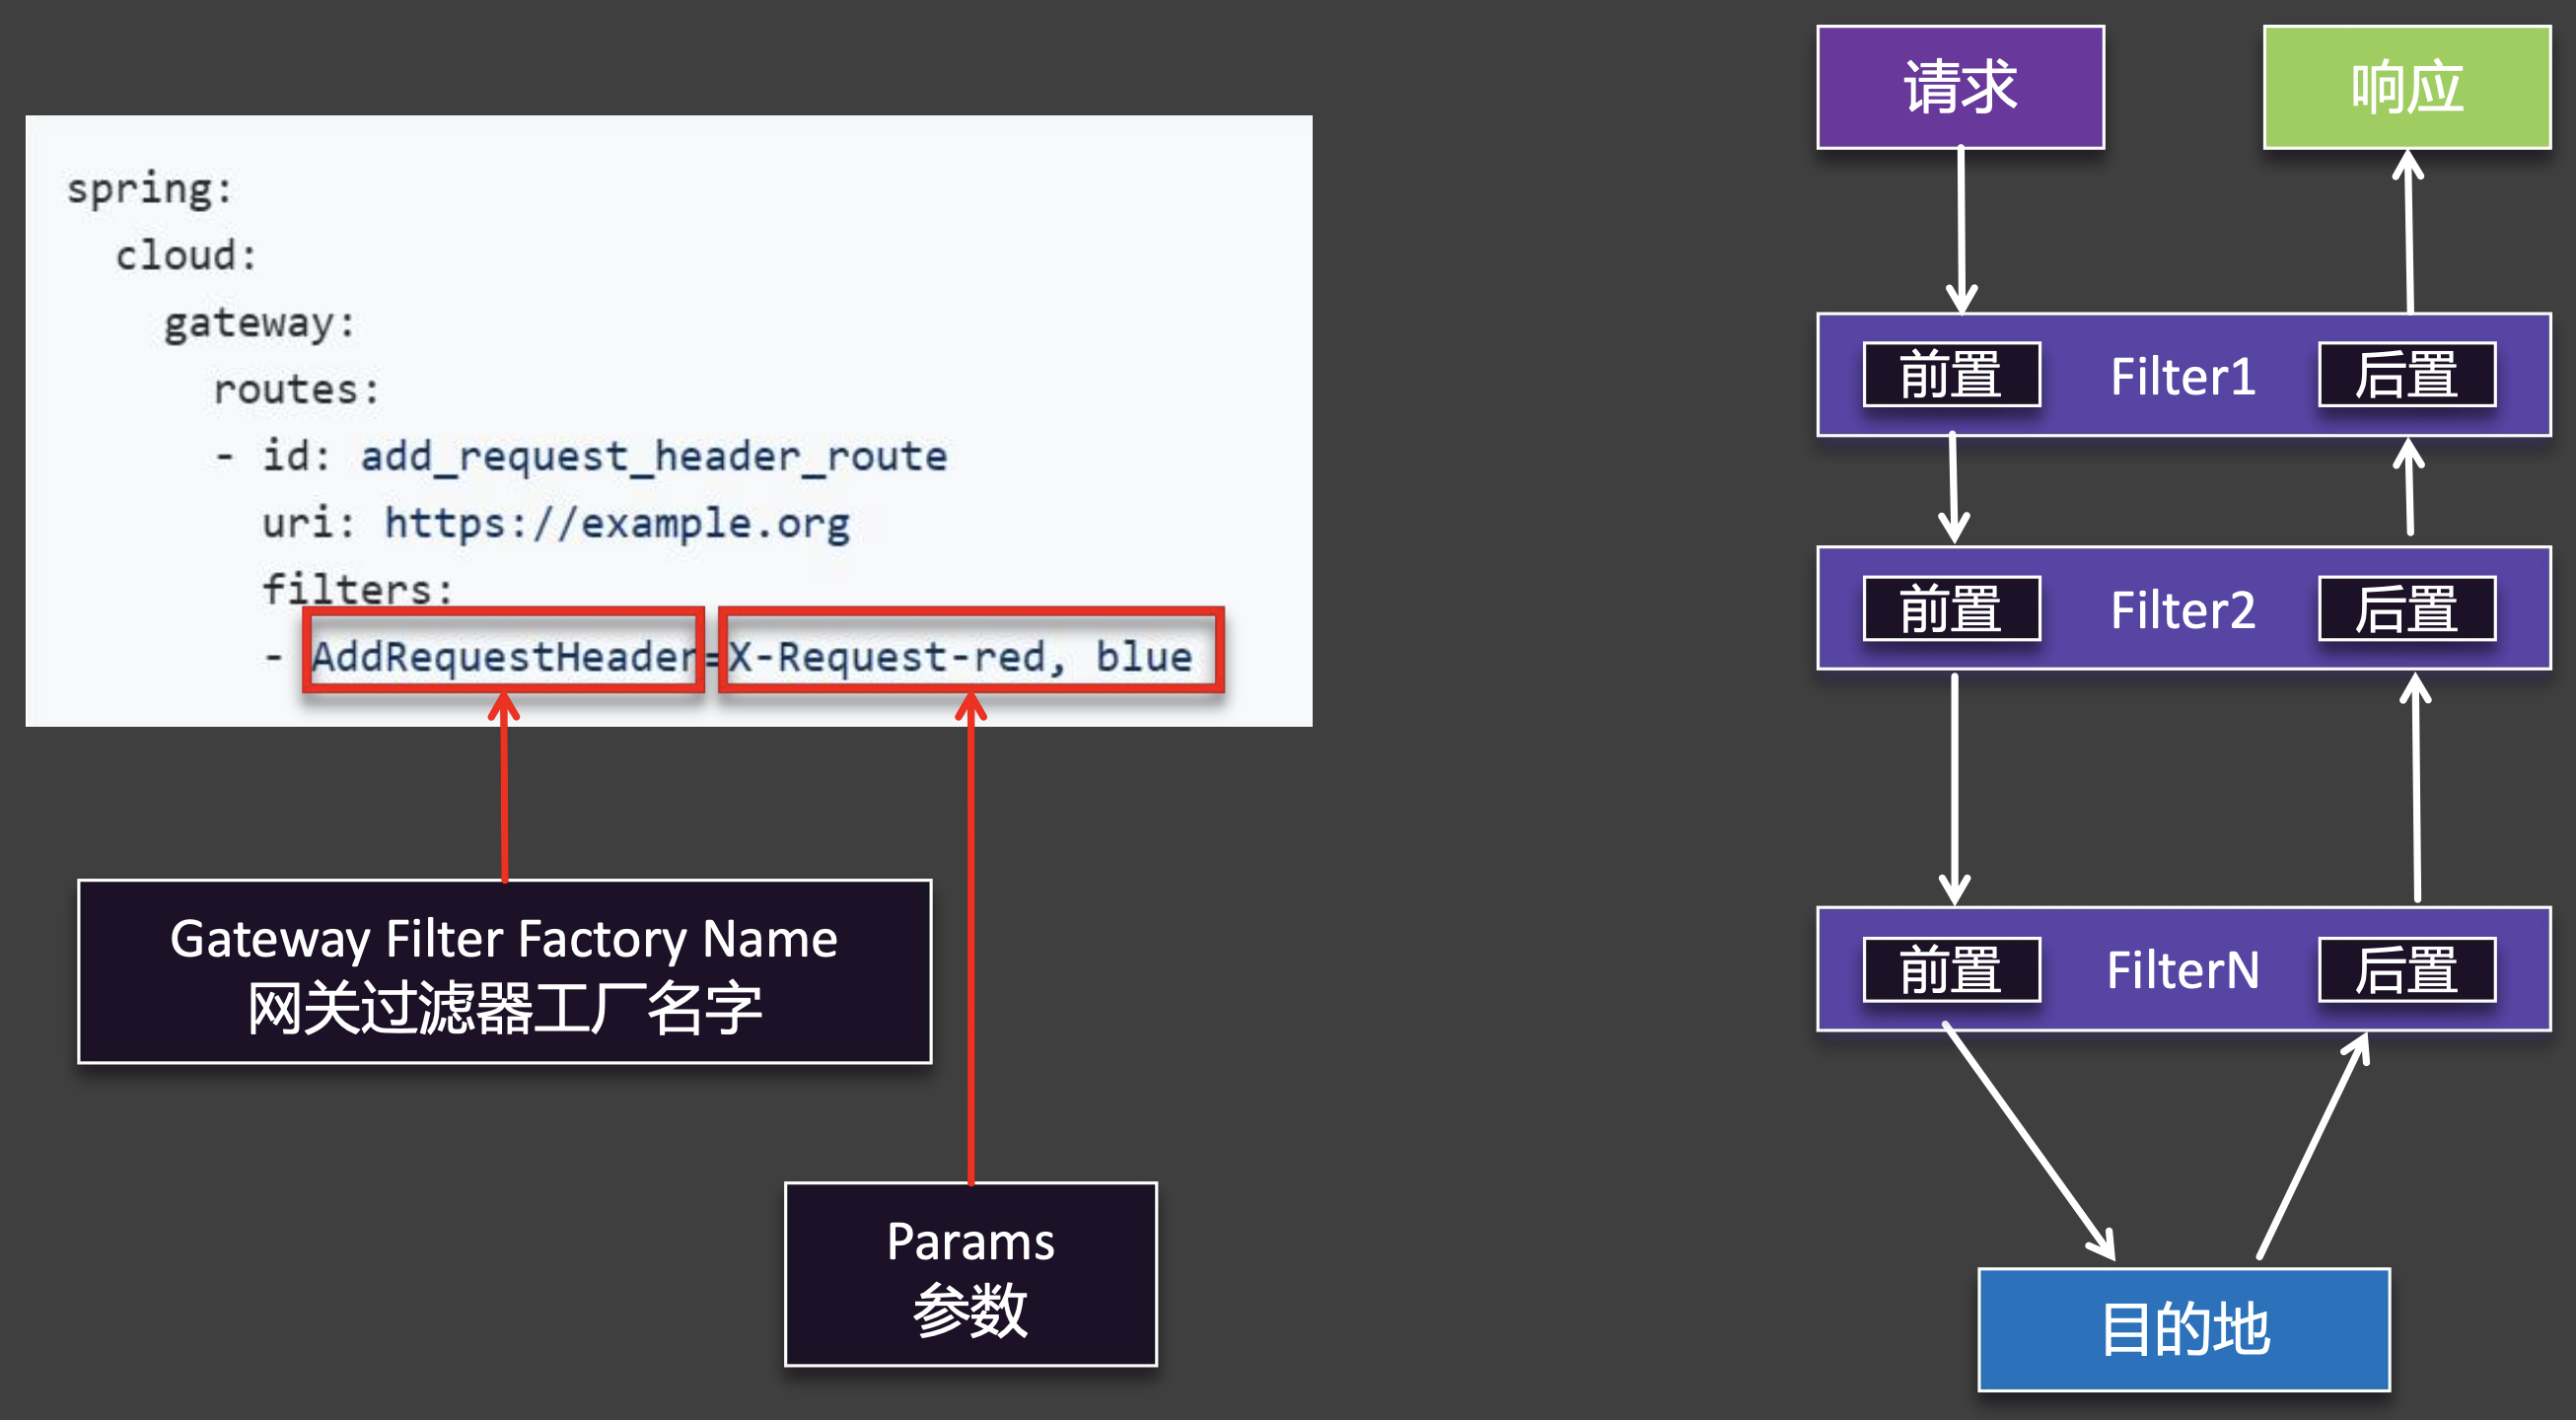 spring:
cloud:
gateway:
routes:
- id: add_request_header_route
uri: https://example.org
filters:
- AddRequestHeader=X-Request-red, blue
Gateway Filter Factory Name
网关过滤器工厂名字
Params
参数
请求
响应
前置 Filter1 后置
前置 Filter2 后置
前置 FilterN 后置
目的地